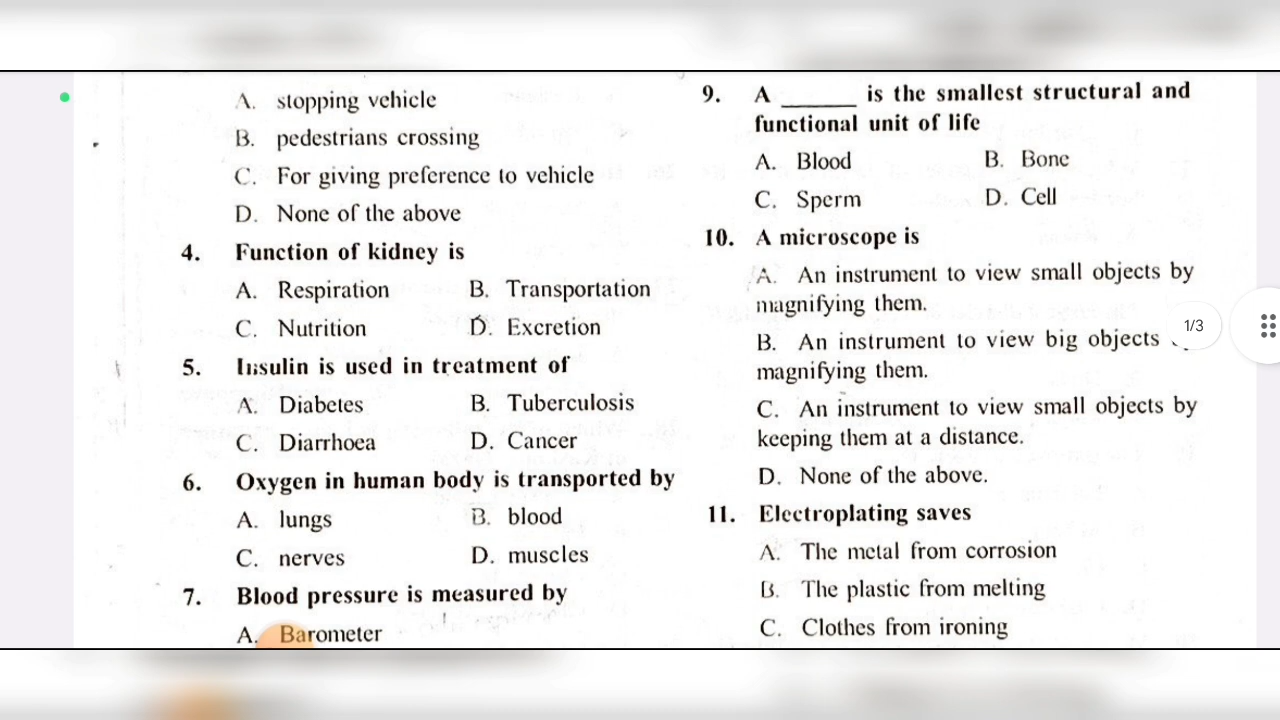 A. stopping vehicle
B. pedestrians crossing
C. For giving preference to vehicle
D. None of the above
4. Function of kidney is
A. Respiration B. Transportation
C. Nutrition D. Excretion
5. Insulin is used in treatment of
A. Diabetes B. Tuberculosis
C. Diarrhoea D. Cancer
6. Oxygen in human body is transported by
A. lungs B. blood
C. nerves D. muscles
7. Blood pressure is measured by
A. Barometer
9. A ______ is the smallest structural and
functional unit of life
A. Blood B. Bone
C. Sperm D. Cell
10. A microscope is
A. An instrument to view small objects by
magnifying them.
B. An instrument to view big objects
magnifying them.
C. An instrument to view small objects by
keeping them at a distance.
D. None of the above.
11. Electroplating saves
A. The metal from corrosion
B. The plastic from melting
C. Clothes from ironing
1/3